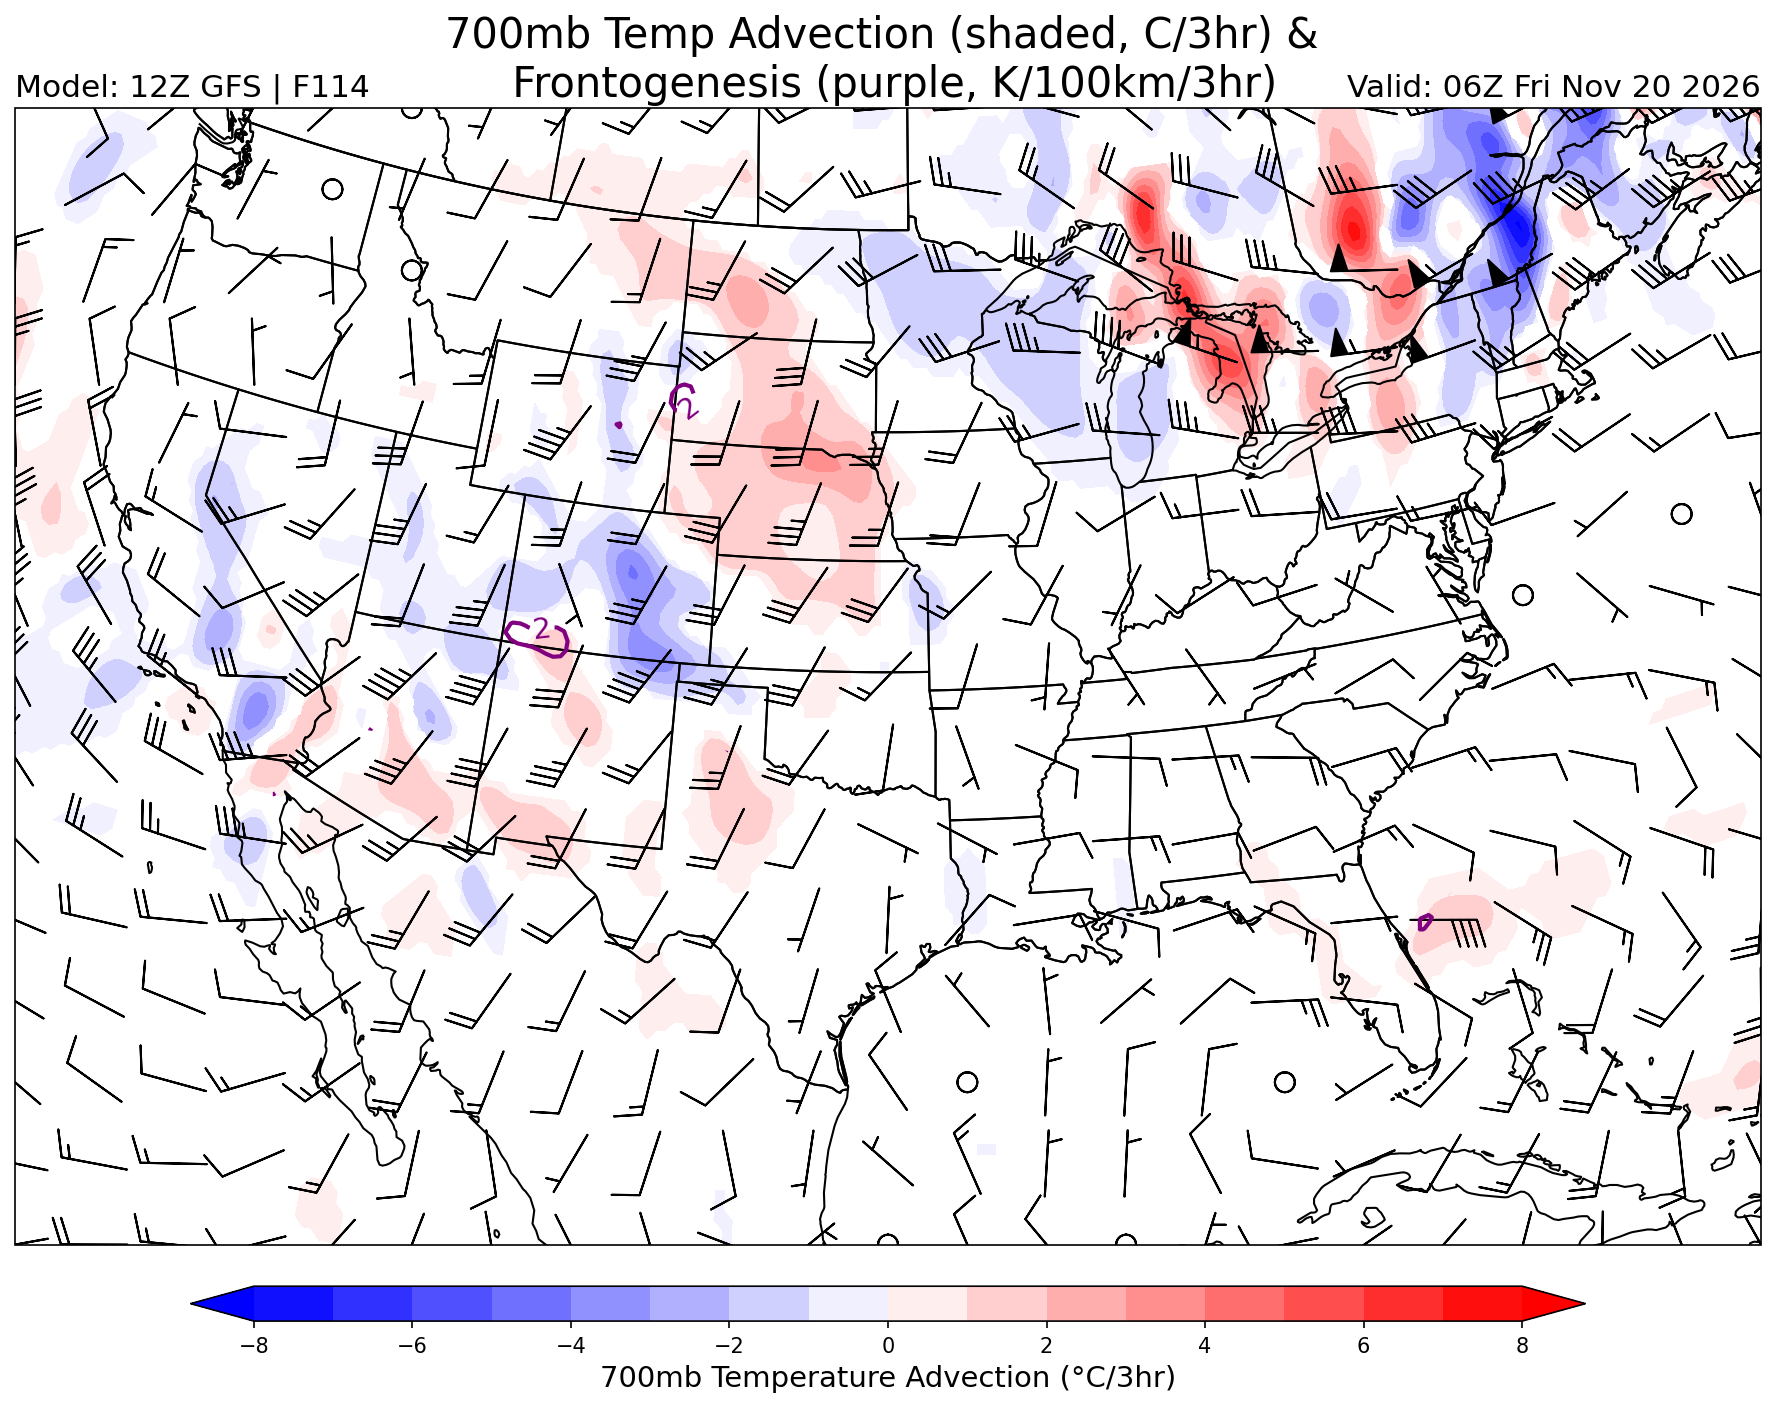 700mb Temp Advection (shaded, C/3hr) &
Frontogenesis (purple, K/100km/3hr)
Model: 12Z GFS | F114
Valid: 06Z Fri Nov 20 2026
2
2
−8 −6 −4 −2 0 2 4 6 8
700mb Temperature Advection (°C/3hr)